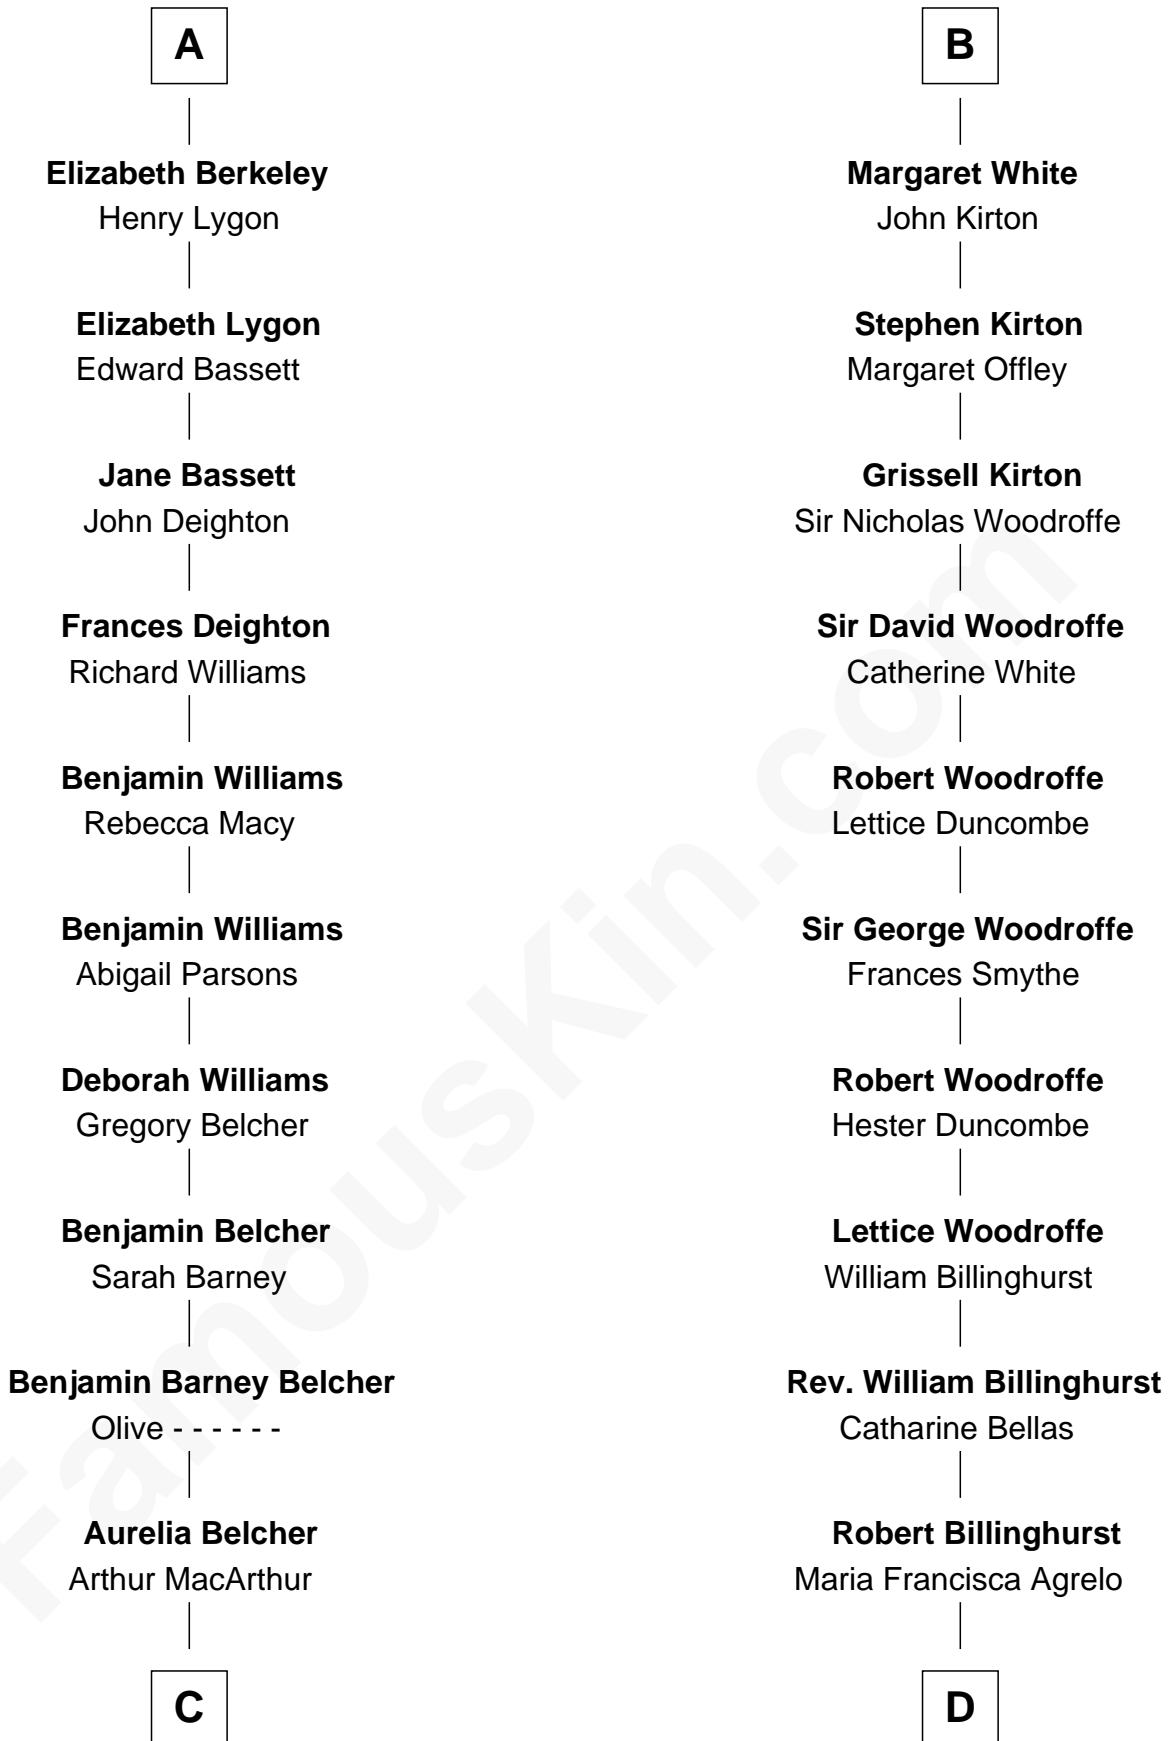 A
Elizabeth Berkeley
Henry Lygon
Elizabeth Lygon
Edward Bassett
Jane Bassett
John Deighton
Frances Deighton
Richard Williams
Benjamin Williams
Rebecca Macy
Benjamin Williams
Abigail Parsons
Deborah Williams
Gregory Belcher
Benjamin Belcher
Sarah Barney
Benjamin Barney Belcher
Olive - - - - - -
Aurelia Belcher
Arthur MacArthur
C
B
Margaret White
John Kirton
Stephen Kirton
Margaret Offley
Grissell Kirton
Sir Nicholas Woodroffe
Sir David Woodroffe
Catherine White
Robert Woodroffe
Lettice Duncombe
Sir George Woodroffe
Frances Smythe
Robert Woodroffe
Hester Duncombe
Lettice Woodroffe
William Billinghurst
Rev. William Billinghurst
Catharine Bellas
Robert Billinghurst
Maria Francisca Agrelo
D
FamousKin.com